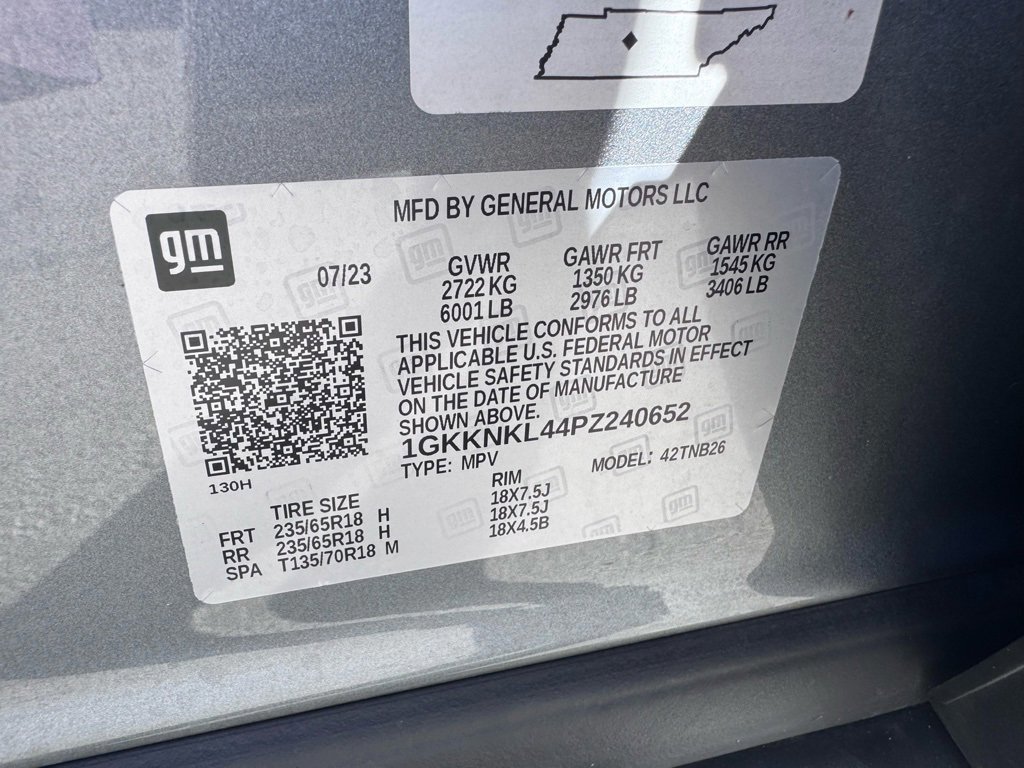 MFD BY GENERAL MOTORS LLC
gm
07/23
GVWR GAWR FRT GAWR RR
2722 KG 1350 KG 1545 KG
6001 LB 2976 LB 3406 LB
THIS VEHICLE CONFORMS TO ALL
APPLICABLE U.S. FEDERAL MOTOR
VEHICLE SAFETY STANDARDS IN EFFECT
ON THE DATE OF MANUFACTURE
SHOWN ABOVE.
1GKKNKL44PZ240652
TYPE: MPV MODEL: 42TNB26
130H
TIRE SIZE RIM
FRT 235/65R18 H 18X7.5J
RR 235/65R18 H 18X7.5J
SPA T135/70R18 M 18X4.5B